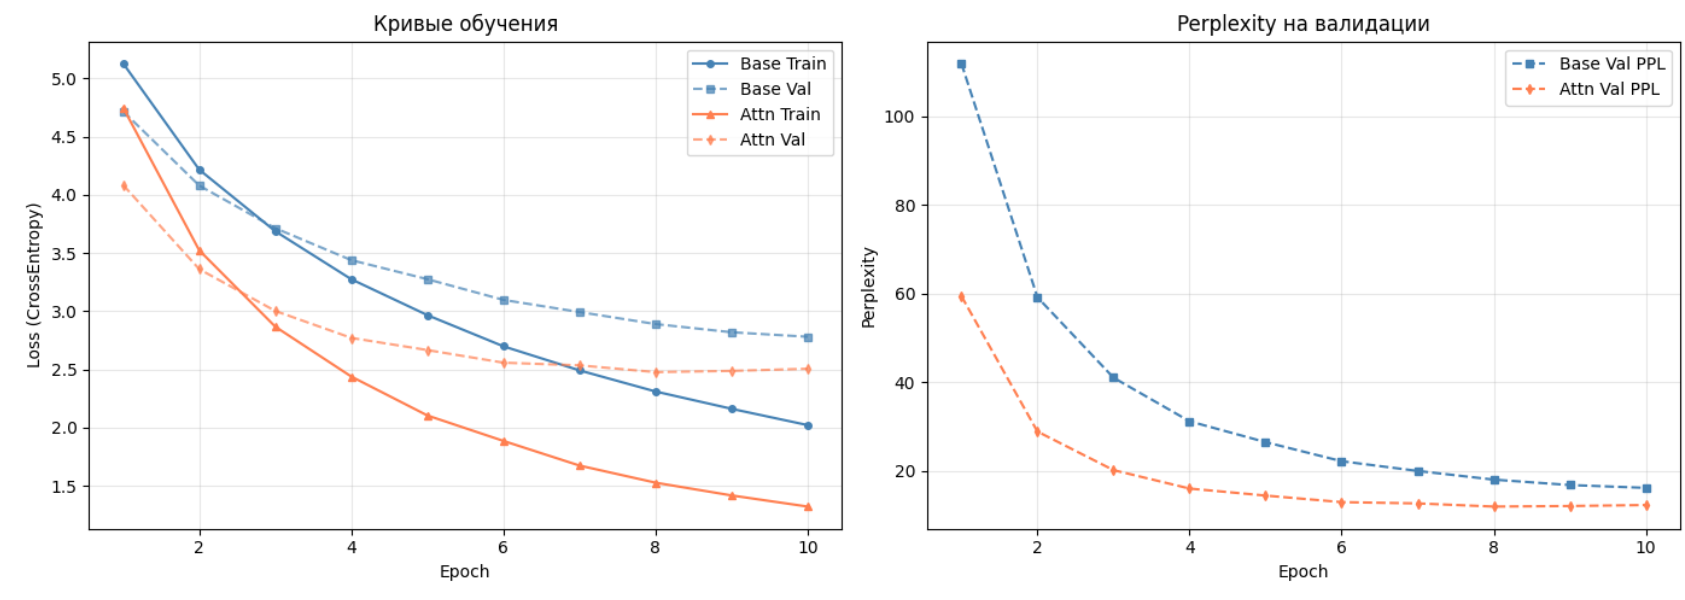 Кривые обучения
Loss (CrossEntropy)
5.0
4.5
4.0
3.5
3.0
2.5
2.0
1.5
Base Train
Base Val
Attn Train
Attn Val
2 4 6 8 10
Epoch
Perplexity на валидации
Perplexity
100
80
60
40
20
Base Val PPL
Attn Val PPL
2 4 6 8 10
Epoch